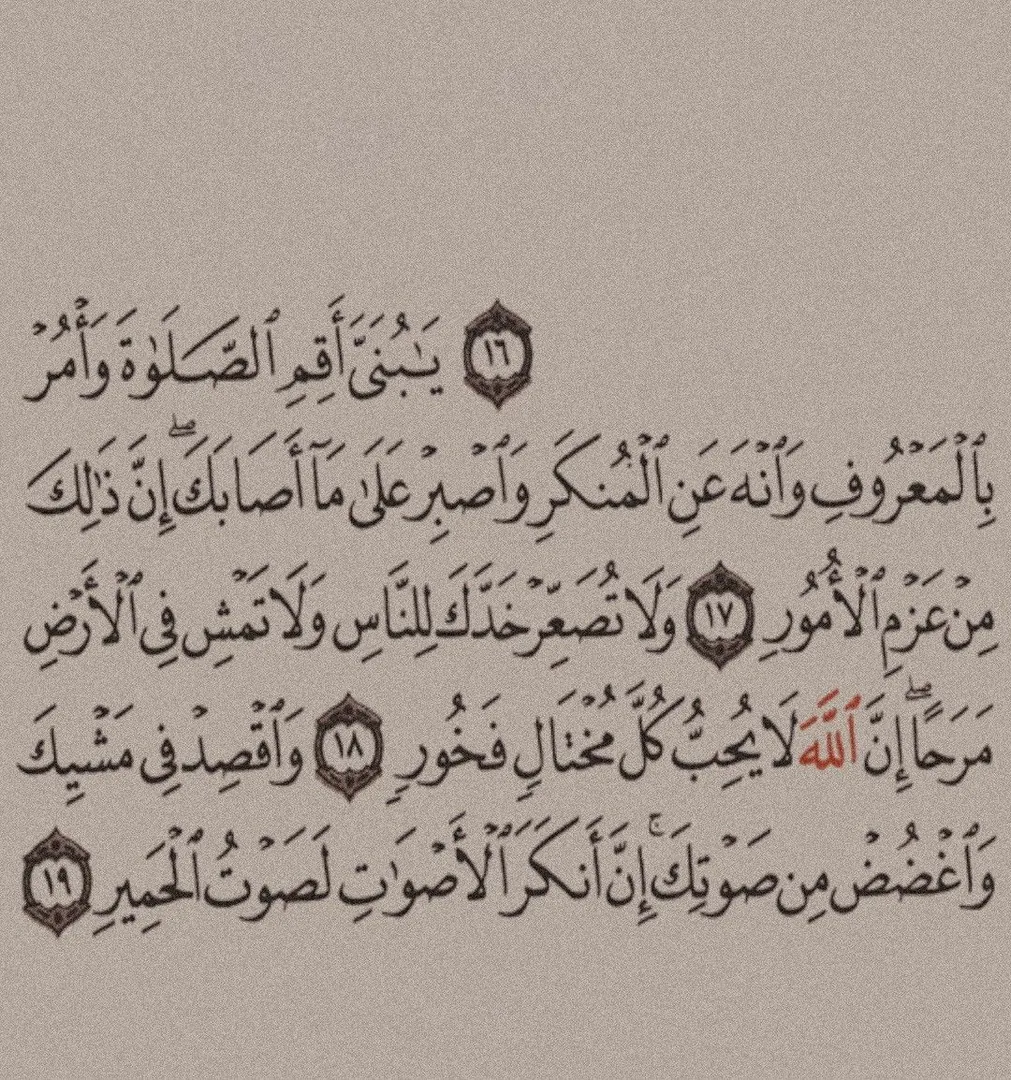 ١٦ يَٰبُنَيَّ أَقِمِ ٱلصَّلَوٰةَ وَأۡمُرۡ
بِٱلۡمَعۡرُوفِ وَٱنۡهَ عَنِ ٱلۡمُنكَرِ وَٱصۡبِرۡ عَلَىٰ مَآ أَصَابَكَۖ إِنَّ ذَٰلِكَ
مِنۡ عَزۡمِ ٱلۡأُمُورِ ١٧ وَلَا تُصَعِّرۡ خَدَّكَ لِلنَّاسِ وَلَا تَمۡشِ فِي ٱلۡأَرۡضِ
مَرَحًاۖ إِنَّ ٱللَّهَ لَا يُحِبُّ كُلَّ مُخۡتَالٖ فَخُورٖ ١٨ وَٱقۡصِدۡ فِي مَشۡيِكَ
وَٱغۡضُضۡ مِن صَوۡتِكَۚ إِنَّ أَنكَرَ ٱلۡأَصۡوَٰتِ لَصَوۡتُ ٱلۡحَمِيرِ ١٩